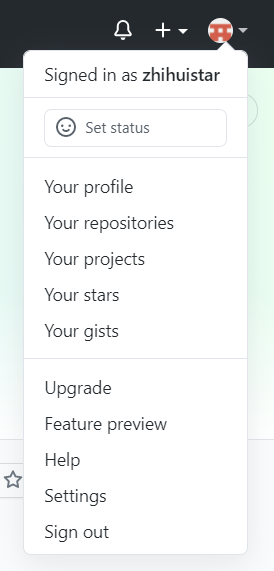 Signed in as zhihuistar
Set status
Your profile
Your repositories
Your projects
Your stars
Your gists
Upgrade
Feature preview
Help
Settings
Sign out